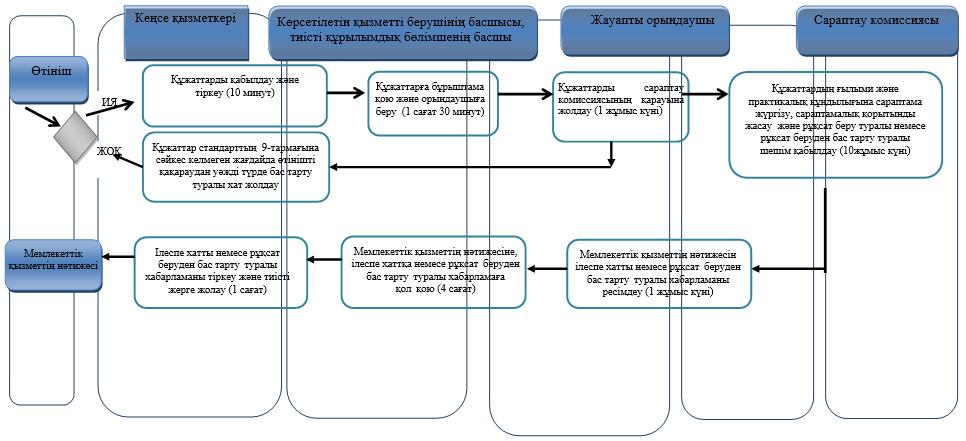 Кеңсе қызметкері
Көрсетілетін қызметті берушінің басшысы,
тиісті құрылымдық бөлімшенің басшы
Жауапты орындаушы
Сараптау комиссиясы
Өтініш
ИЯ
ЖОҚ
Құжаттарды қабылдау және
тіркеу (10 минут)
Құжаттарға бұрыштама
қою және орындаушыға
беру (1 сағат 30 минут)
Құжаттарды сараптау
комиссиясының қарауына
жолдау (1 жұмыс күні)
Құжаттардың ғылыми және
практикалық құндылығына сараптама
жүргізу, сараптамалық қорытынды
жасау және рұқсат беру туралы немесе
рұқсат беруден бас тарту туралы
шешім қабылдау (10жұмыс күні)
Құжаттар стандарттың 9-тармағына
сәйкес келмеген жағдайда өтінішті
қакараудан уәжді түрде бас тарту
туралы хат жолдау
Мемлекеттік
қызметтің нәтижесі
Ілеспе хатты немесе рұқсат
беруден бас тарту туралы
хабарламаны тіркеу және тиісті
жерге жолау (1 сағат)
Мемлекеттік қызметтің нәтижесіне,
ілеспе хатқа немесе рұқсат беруден
бас тарту туралы хабарламаға
қол қою (4 сағат)
Мемлекеттік қызметтің нәтижесін
ілеспе хатты немесе рұқсат беруден
бас тарту туралы хабарламаны
ресімдеу (1 жұмыс күні)